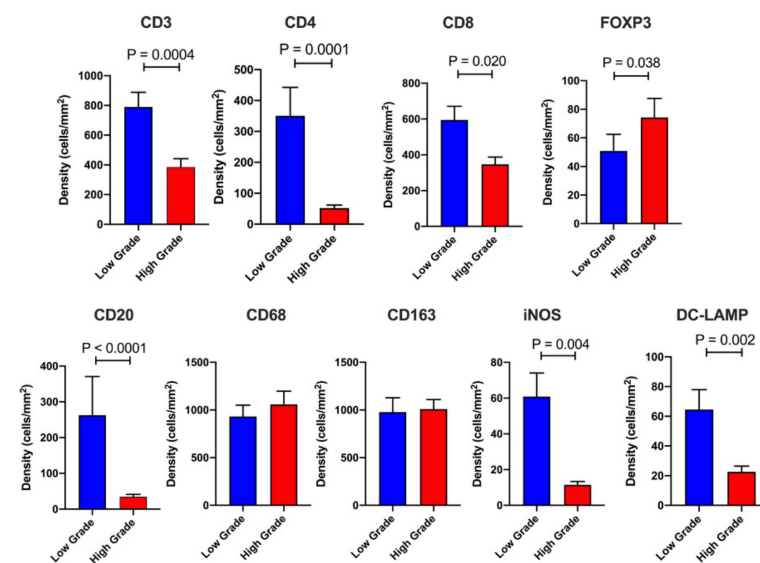 CD3
CD4
CD8
FOXP3
P = 0.0004
P = 0.0001
P = 0.020
P = 0.038
Density (cells/mm²)
1000
800
600
400
200
0
Low Grade
High Grade
Density (cells/mm²)
500
400
300
200
100
0
Low Grade
High Grade
Density (cells/mm²)
800
600
400
200
0
Low Grade
High Grade
Density (cells/mm²)
100
80
60
40
20
0
Low Grade
High Grade
CD20
CD68
CD163
iNOS
DC-LAMP
P < 0.0001
P = 0.004
P = 0.002
Density (cells/mm²)
400
300
200
100
0
Low Grade
High Grade
Density (cells/mm²)
1500
1000
500
0
Low Grade
High Grade
Density (cells/mm²)
1500
1000
500
0
Low Grade
High Grade
Density (cells/mm²)
80
60
40
20
0
Low Grade
High Grade
Density (cells/mm²)
100
80
60
40
20
0
Low Grade
High Grade